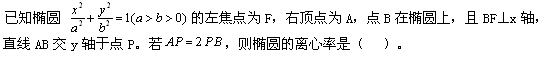 已知椭圆 x²/a² + y²/b² = 1(a > b > 0) 的左焦点为 F，右顶点为 A，点 B 在椭圆上，且 BF⊥x 轴，
直线 AB 交 y 轴于点 P。若 AP=2PB，则椭圆的离心率是（　）。